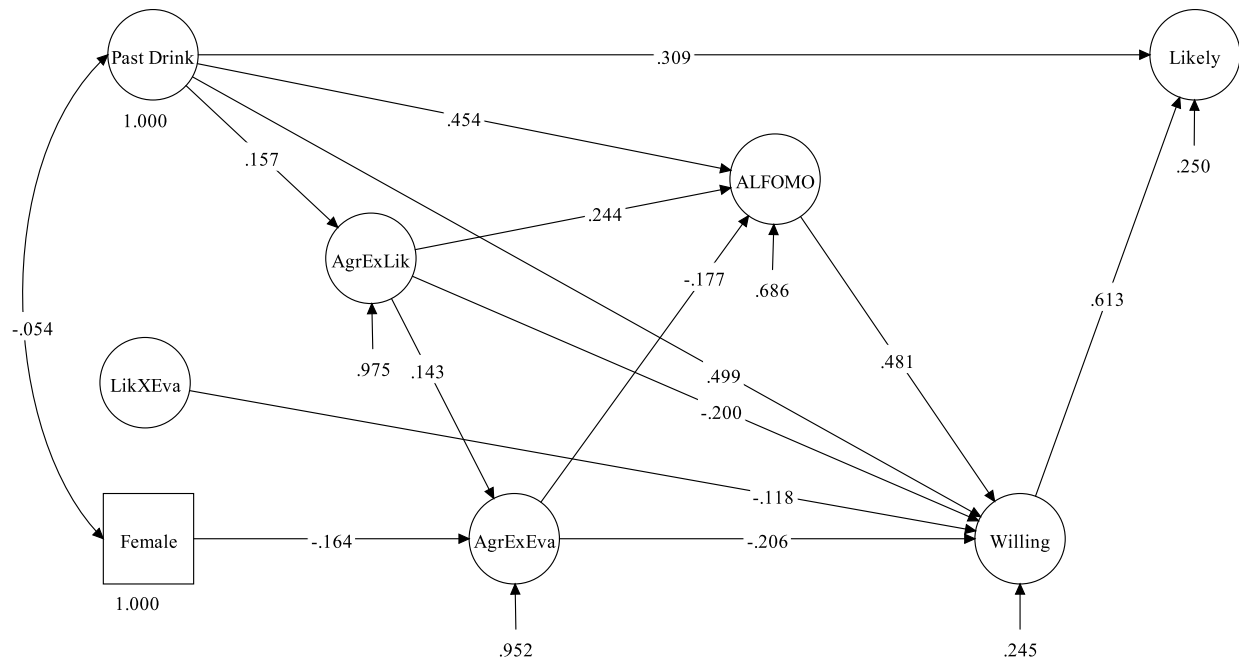 Past Drink
.309
Likely
1.000
.454
.157
ALFOMO
.250
.244
AgrExLik
-.177
.686
.613
-.054
.975
.143
.499
.481
LikXEva
-.200
-.118
Female
-.164
AgrExEva
-.206
Willing
1.000
.952
.245